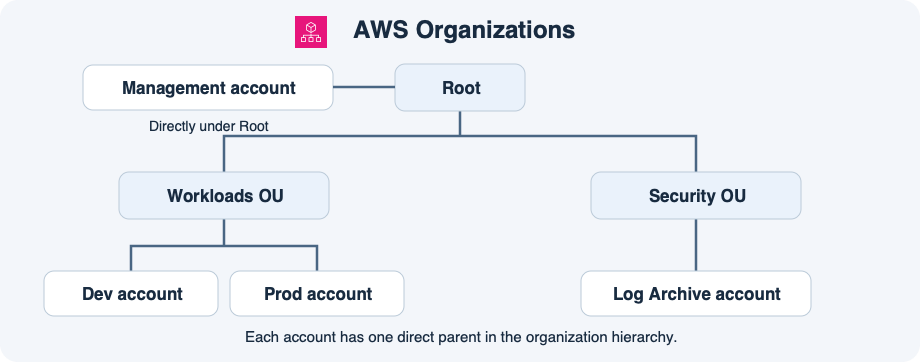 AWS Organizations
Management account
Root
Directly under Root
Workloads OU
Security OU
Dev account
Prod account
Log Archive account
Each account has one direct parent in the organization hierarchy.